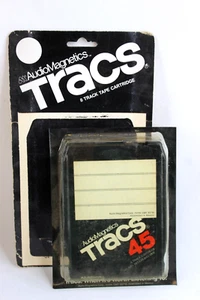 AudioMagnetics
Tracs
8 TRACK TAPE CARTRIDGE
AudioMagnetics
Tracs
45